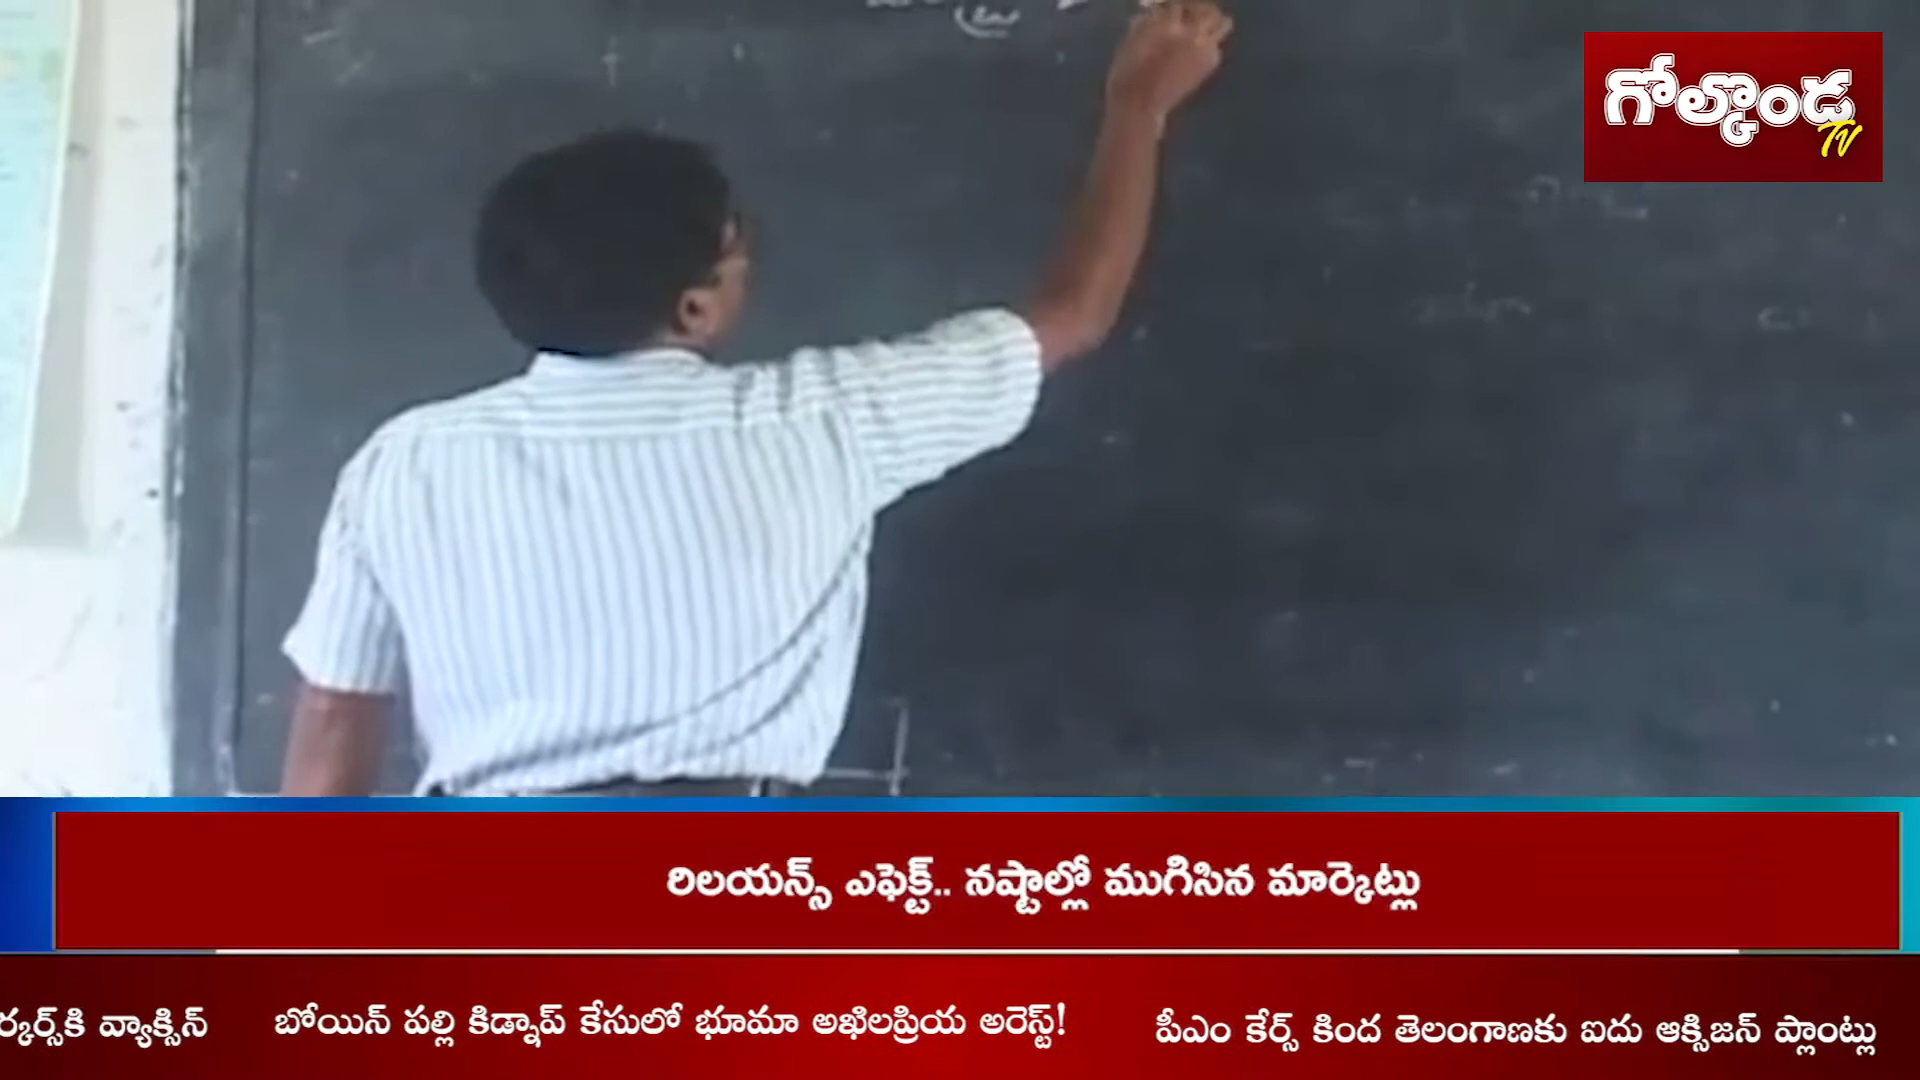 గోల్కొండ
TV
రిలయన్స్ ఎఫెక్ట్.. నష్టాల్లో ముగిసిన మార్కెట్లు
ర్కర్స్‌కి వ్యాక్సిన్ బోయిన్ పల్లి కిడ్నాప్ కేసులో భూమా అఖిలప్రియ అరెస్ట్! పీఎం కేర్స్ కింద తెలంగాణకు ఐదు ఆక్సిజన్ ప్లాంట్లు